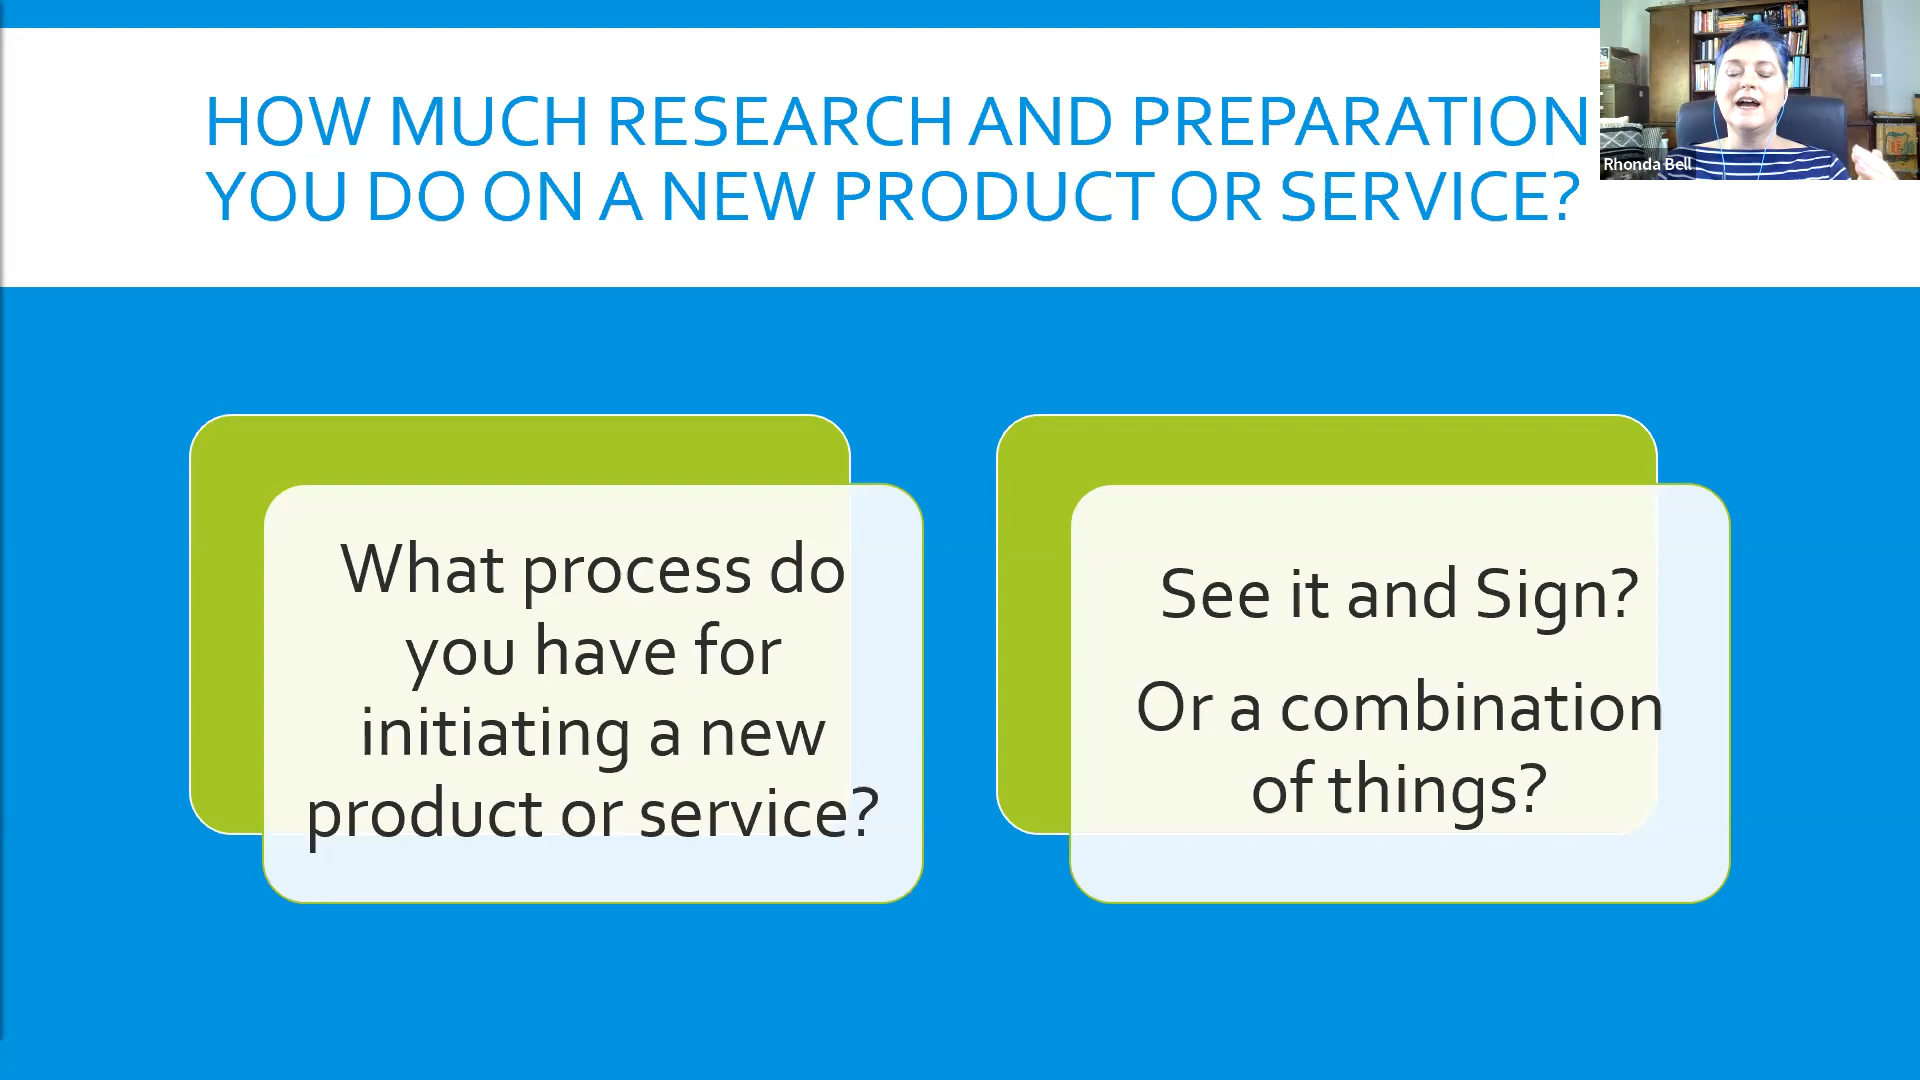 HOW MUCH RESEARCH AND PREPARATION
YOU DO ON A NEW PRODUCT OR SERVICE?
Rhonda Bell
What process do
you have for
initiating a new
product or service?
See it and Sign?
Or a combination
of things?